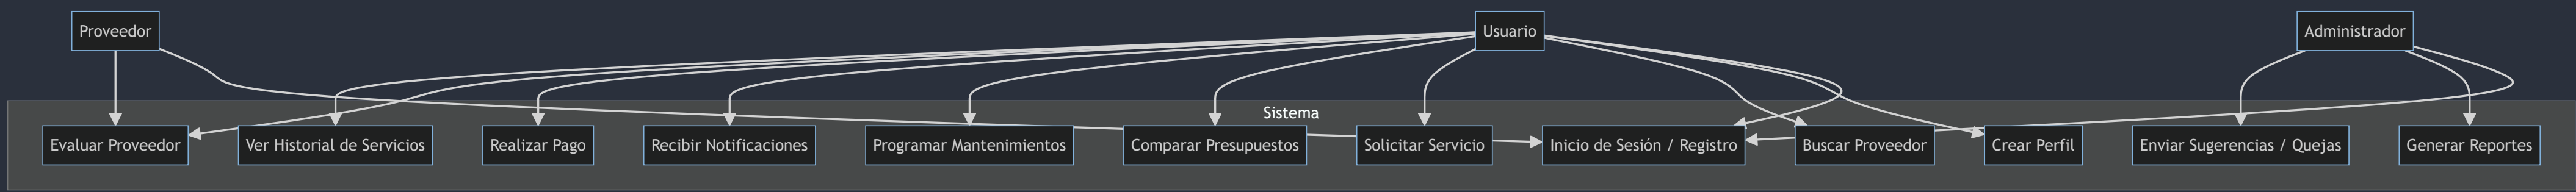 Proveedor
Usuario
Administrador
Sistema
Evaluar Proveedor
Ver Historial de Servicios
Realizar Pago
Recibir Notificaciones
Programar Mantenimientos
Comparar Presupuestos
Solicitar Servicio
Inicio de Sesión / Registro
Buscar Proveedor
Crear Perfil
Enviar Sugerencias / Quejas
Generar Reportes